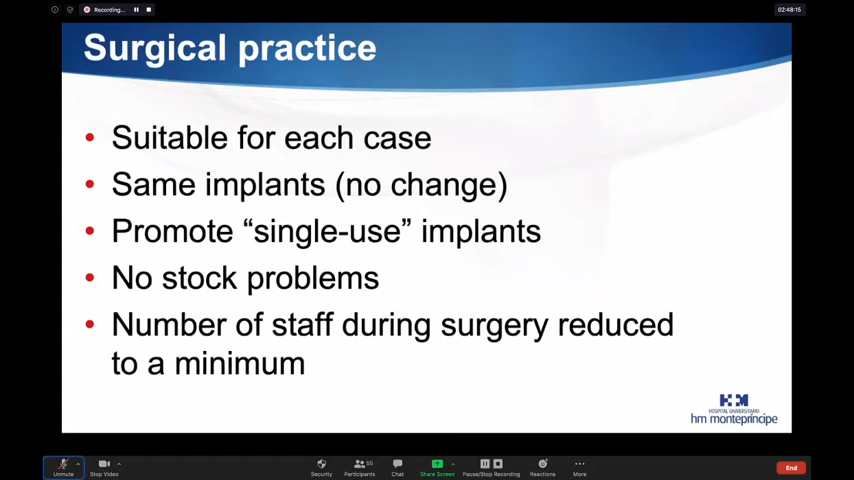 Recording...
02:48:15
Surgical practice
• Suitable for each case
• Same implants (no change)
• Promote “single-use” implants
• No stock problems
• Number of staff during surgery reduced
to a minimum
HM
HOSPITAL UNIVERSITARIO
hm montepríncipe
Unmute
Stop Video
Security
Participants
55
Chat
Share Screen
Pause/Stop Recording
Reactions
More
End